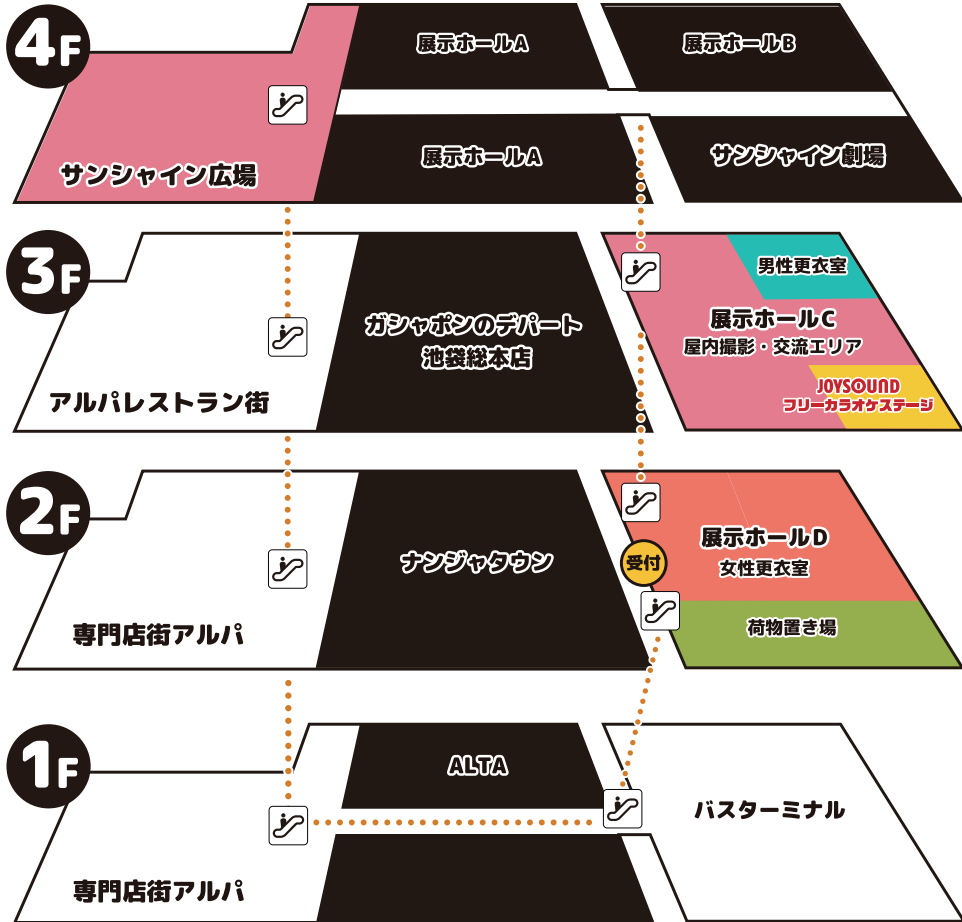 4F
展示ホールA
展示ホールB
展示ホールA
サンシャイン劇場
サンシャイン広場
3F
男性更衣室
展示ホールC
屋内撮影・交流エリア
ガシャポンのデパート
池袋総本店
JOYSOUND
フリーカラオケステージ
アルパレストラン街
2F
展示ホールD
女性更衣室
受付
ナンジャタウン
荷物置き場
専門店街アルパ
1F
ALTA
バスターミナル
専門店街アルパ